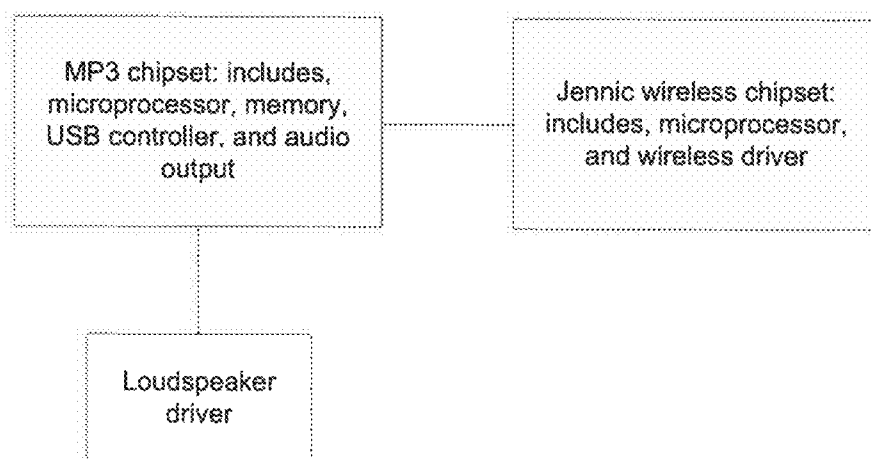 MP3 chipset: includes,
microprocessor, memory,
USB controller, and audio
output
Jennic wireless chipset:
includes, microprocessor,
and wireless driver
Loudspeaker
driver